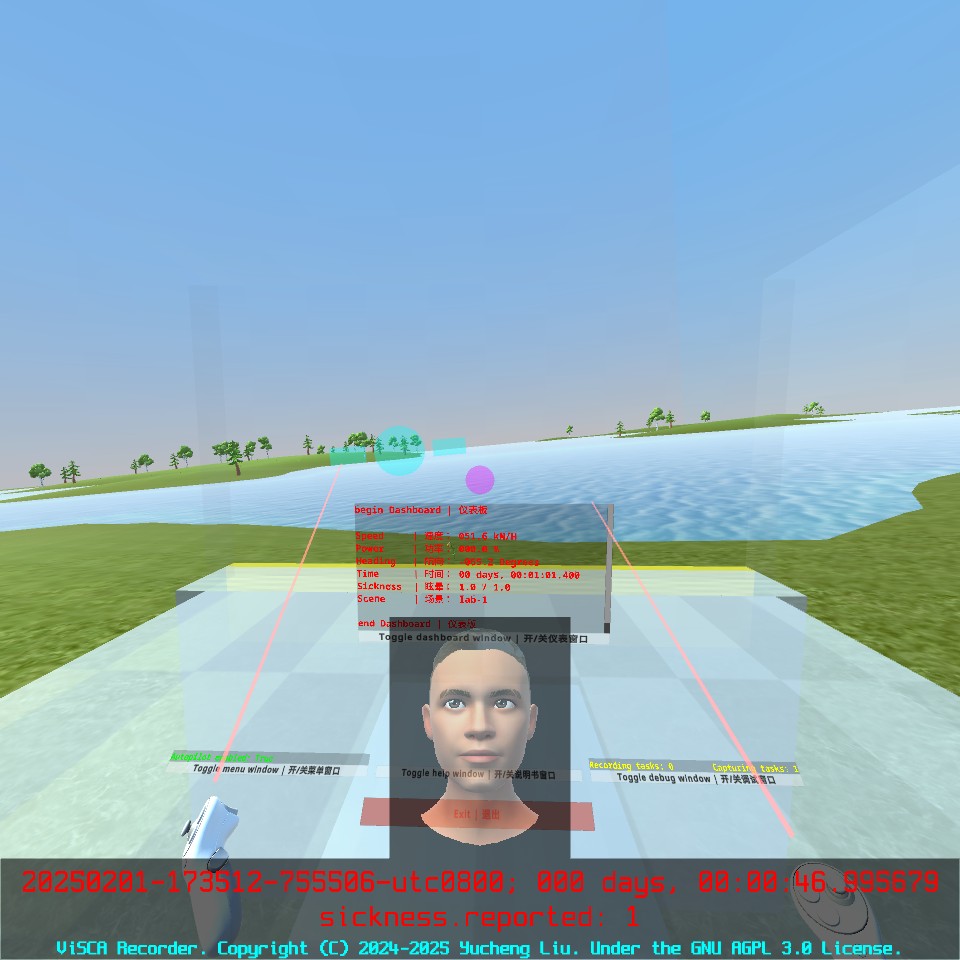 begin Dashboard | 仪表板
Speed | 速度： 051.6 kN/H
Power | 功率： 000.0 %
Heading | Degrees
Time | 时间： 00 days, 00:01:01.400
Sickness | 眩晕： 1.0 / 1.0
Scene | 场景： lab-1
end Dashboard | 仪表板
Toggle dashboard window | 开/关仪表窗口
Autopilot enabled: True
Toggle menu window | 开/关菜单窗口
Toggle help window | 开/关说明书窗口
Recording tasks: 0 Capturing tasks: 1
Toggle debug window | 开/关调试窗口
Exit | 退出
20250201-173512-755506-utc0800; 000 days, 00:00:46.995679
sickness.reported: 1
ViSCA Recorder. Copyright (C) 2024-2025 Yucheng Liu. Under the GNU AGPL 3.0 License.